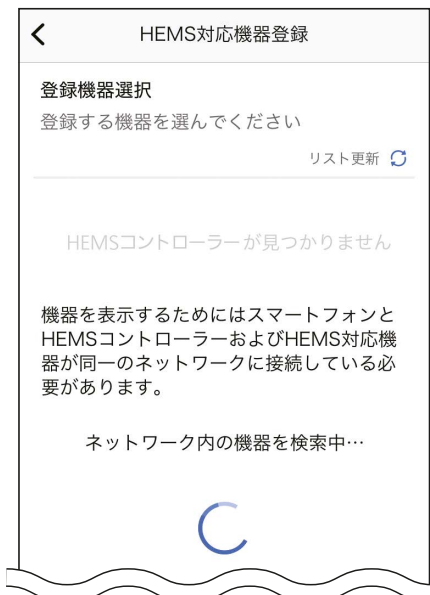 HEMS対応機器登録
登録機器選択
登録する機器を選んでください
リスト更新
HEMSコントローラーが見つかりません
機器を表示するためにはスマートフォンと
HEMSコントローラーおよびHEMS対応機
器が同一のネットワークに接続している必
要があります。
ネットワーク内の機器を検索中…